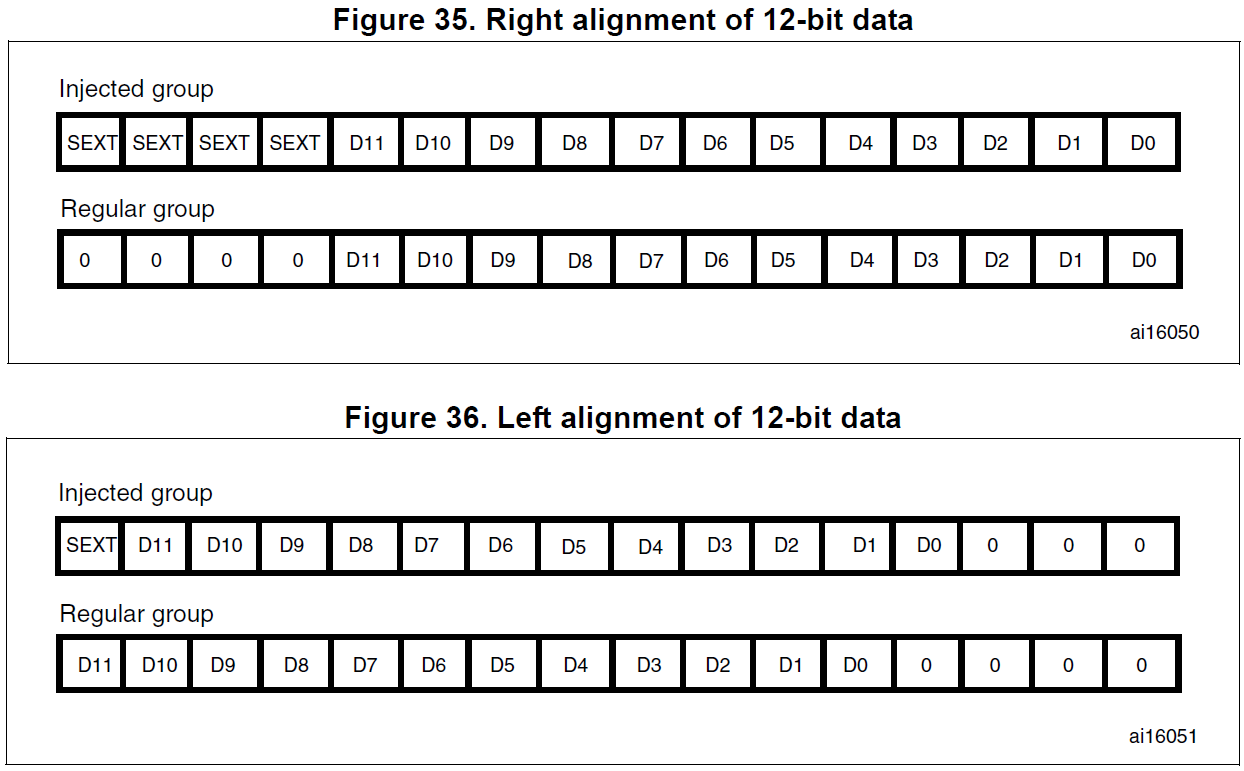 Figure 35. Right alignment of 12-bit data
Injected group
SEXT SEXT SEXT SEXT D11 D10 D9 D8 D7 D6 D5 D4 D3 D2 D1 D0
Regular group
0 0 0 0 D11 D10 D9 D8 D7 D6 D5 D4 D3 D2 D1 D0
ai16050
Figure 36. Left alignment of 12-bit data
Injected group
SEXT D11 D10 D9 D8 D7 D6 D5 D4 D3 D2 D1 D0 0 0 0
Regular group
D11 D10 D9 D8 D7 D6 D5 D4 D3 D2 D1 D0 0 0 0 0
ai16051